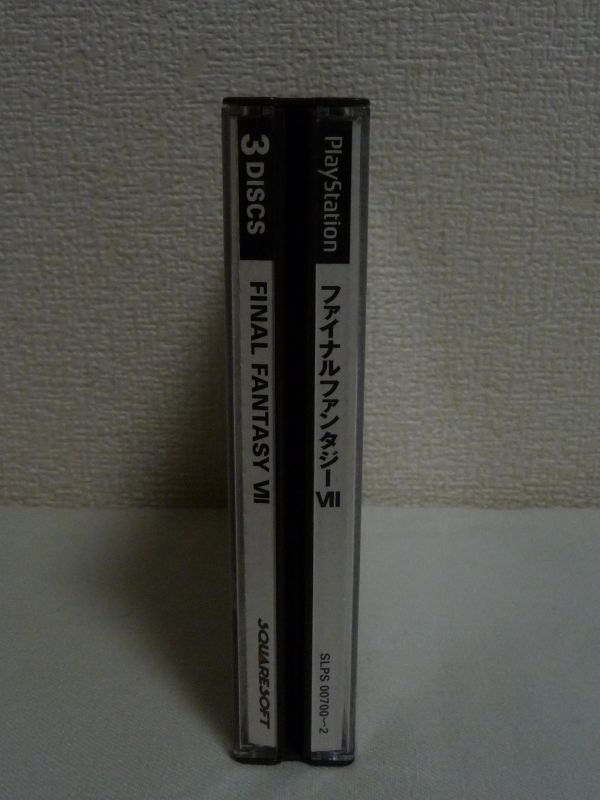 3 DISCS
FINAL FANTASY VII
SQUARESOFT
PlayStation
ファイナルファンタジーVII
SLPS 00700~2